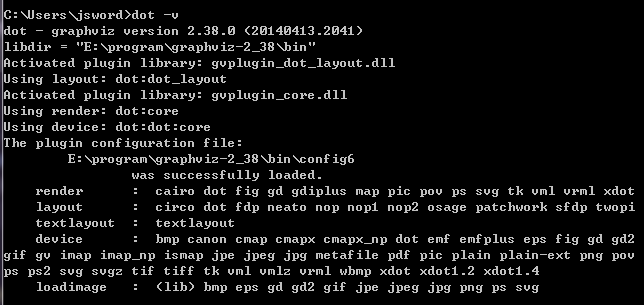 C:\Users\jsword>dot -v
dot - graphviz version 2.38.0 (20140413.2041)
libdir = "E:\program\graphviz-2_38\bin"
Activated plugin library: gvplugin_dot_layout.dll
Using layout: dot:dot_layout
Activated plugin library: gvplugin_core.dll
Using render: dot:core
Using device: dot:dot:core
The plugin configuration file:
E:\program\graphviz-2_38\bin\config6
was successfully loaded.
render : cairo dot fig gd gdiplus map pic pov ps svg tk vml vrml xdot
layout : circo dot fdp neato nop nop1 nop2 osage patchwork sfdp twopi
textlayout : textlayout
device : bmp canon cmap cmapx cmapx_np dot emf emfplus eps fig gd gd2
gif gv imap imap_np ismap jpe jpeg jpg metafile pdf pic plain plain-ext png pov
ps ps2 svg svgz tif tiff tk vml vmlz vrml wbmp xdot xdot1.2 xdot1.4
loadimage : (lib) bmp eps gd gd2 gif jpe jpeg jpg png ps svg